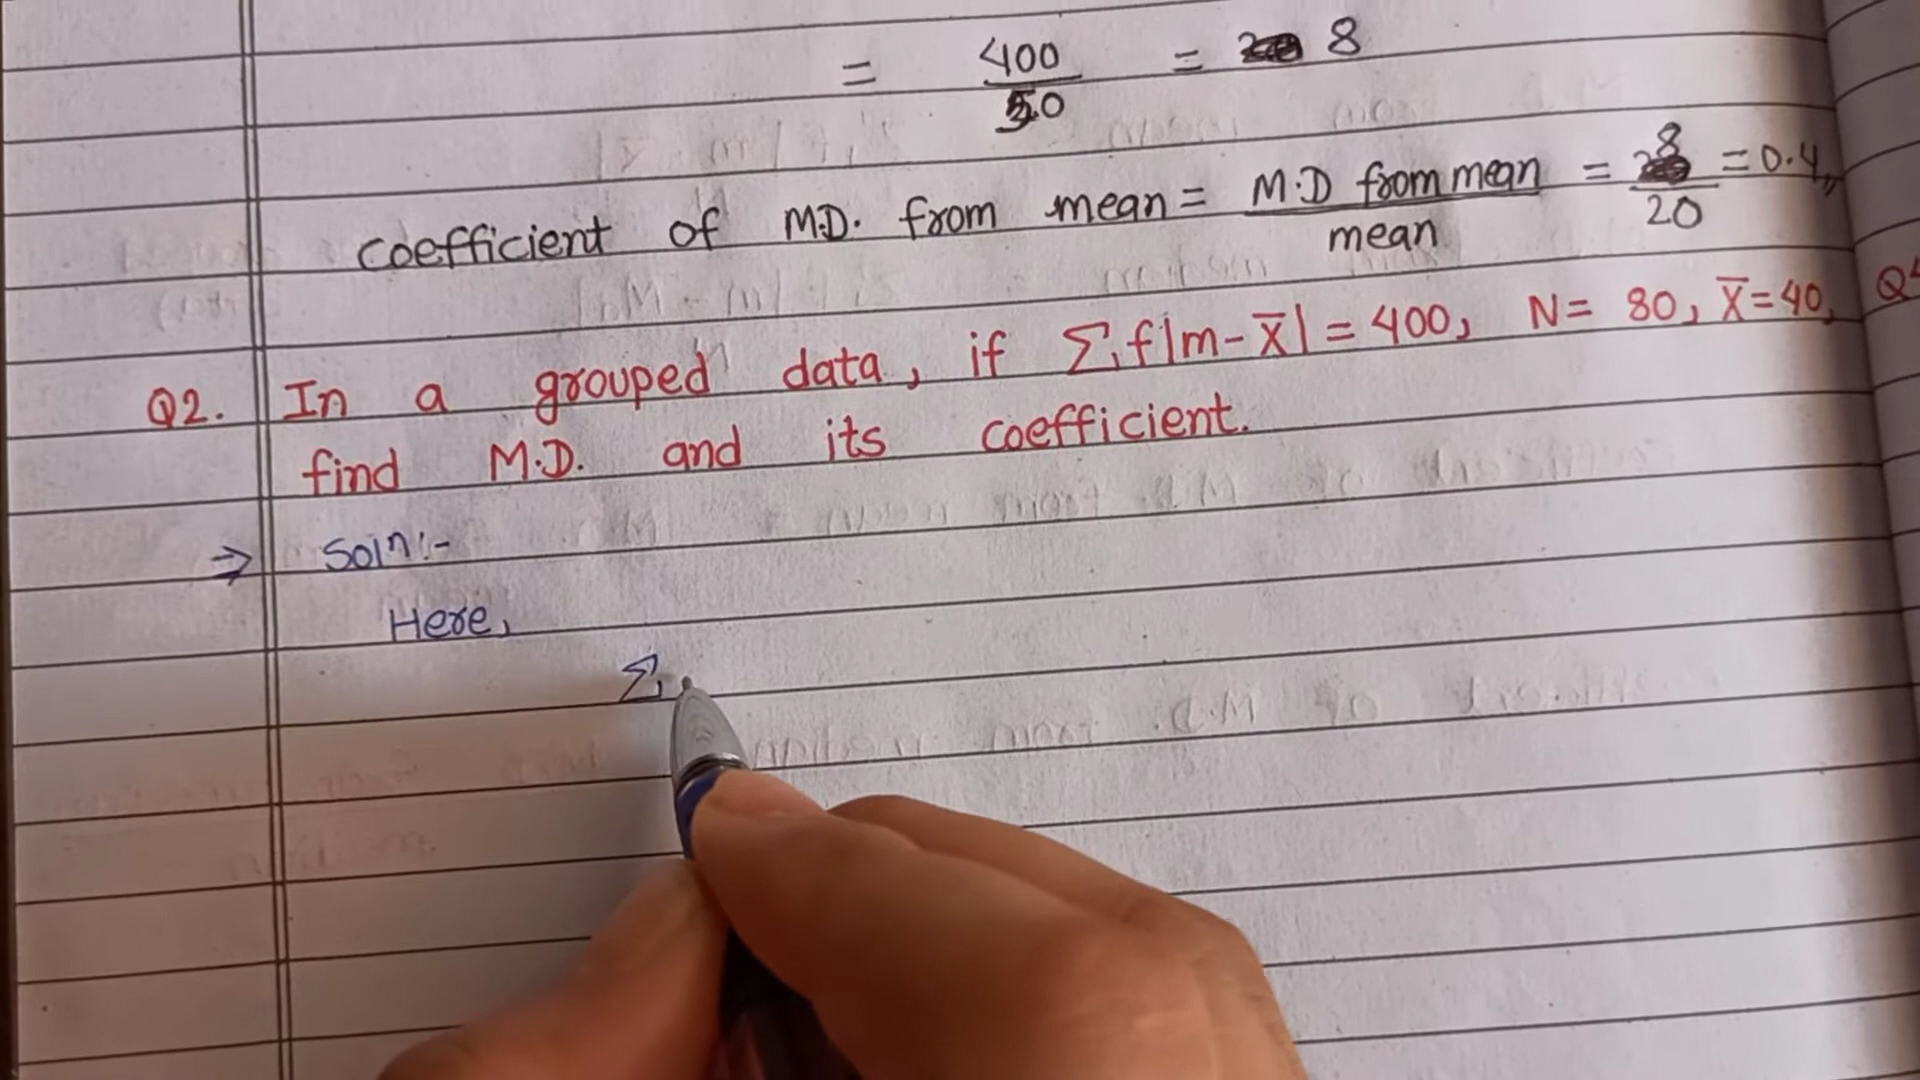 = 400/50 = 8
coefficient of M.D. from mean = M.D from mean/mean = 8/20 = 0.4,,
Q2. In a grouped data, if Σf|m-X̄| = 400, N= 80, X̄=40,
find M.D. and its coefficient.
⇒ Solⁿ:-
Here,
Σ